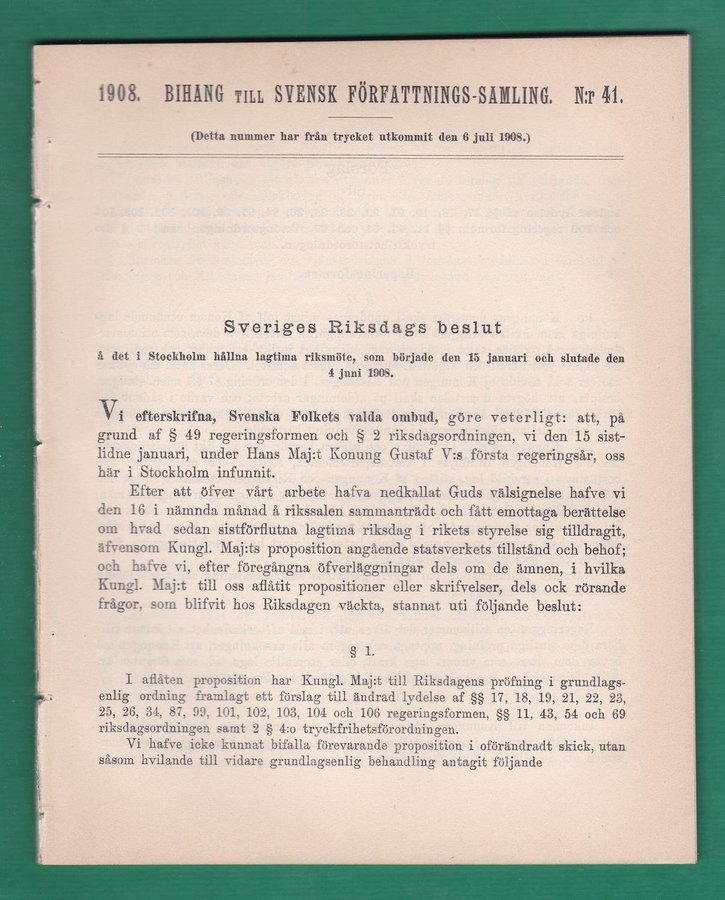 1908. BIHANG TILL SVENSK FÖRFATTNINGS-SAMLING. N:r 41.
(Detta nummer har från trycket utkommit den 6 juli 1908.)
Sveriges Riksdags beslut
å det i Stockholm hållna lagtima riksmöte, som började den 15 januari och slutade den
4 juni 1908.
Vi efterskrifna, Svenska Folkets valda ombud, göre veterligt: att, på
grund af § 49 regeringsformen och § 2 riksdagsordningen, vi den 15 sist-
lidne januari, under Hans Maj:t Konung Gustaf V:s första regeringsår, oss
här i Stockholm infunnit.
Efter att öfver vårt arbete hafva nedkallat Guds välsignelse hafve vi
den 16 i nämnda månad å rikssalen sammanträdt och fått emottaga berättelse
om hvad sedan sistförflutna lagtima riksdag i rikets styrelse sig tilldragit,
äfvensom Kungl. Maj:ts proposition angående statsverkets tillstånd och behof;
och hafve vi, efter föregångna öfverläggningar dels om de ämnen, i hvilka
Kungl. Maj:t till oss aflåtit propositioner eller skrifvelser, dels ock rörande
frågor, som blifvit hos Riksdagen väckta, stannat uti följande beslut:
§ 1.
I aflåten proposition har Kungl. Maj:t till Riksdagens pröfning i grundlags-
enlig ordning framlagt ett förslag till ändrad lydelse af §§ 17, 18, 19, 21, 22, 23,
25, 26, 34, 87, 99, 101, 102, 103, 104 och 106 regeringsformen, §§ 11, 43, 54 och 69
riksdagsordningen samt 2 § 4:o tryckfrihetsförordningen.
Vi hafve icke kunnat bifalla förevarande proposition i oförändradt skick, utan
såsom hvilande till vidare grundlagsenlig behandling antagit följande